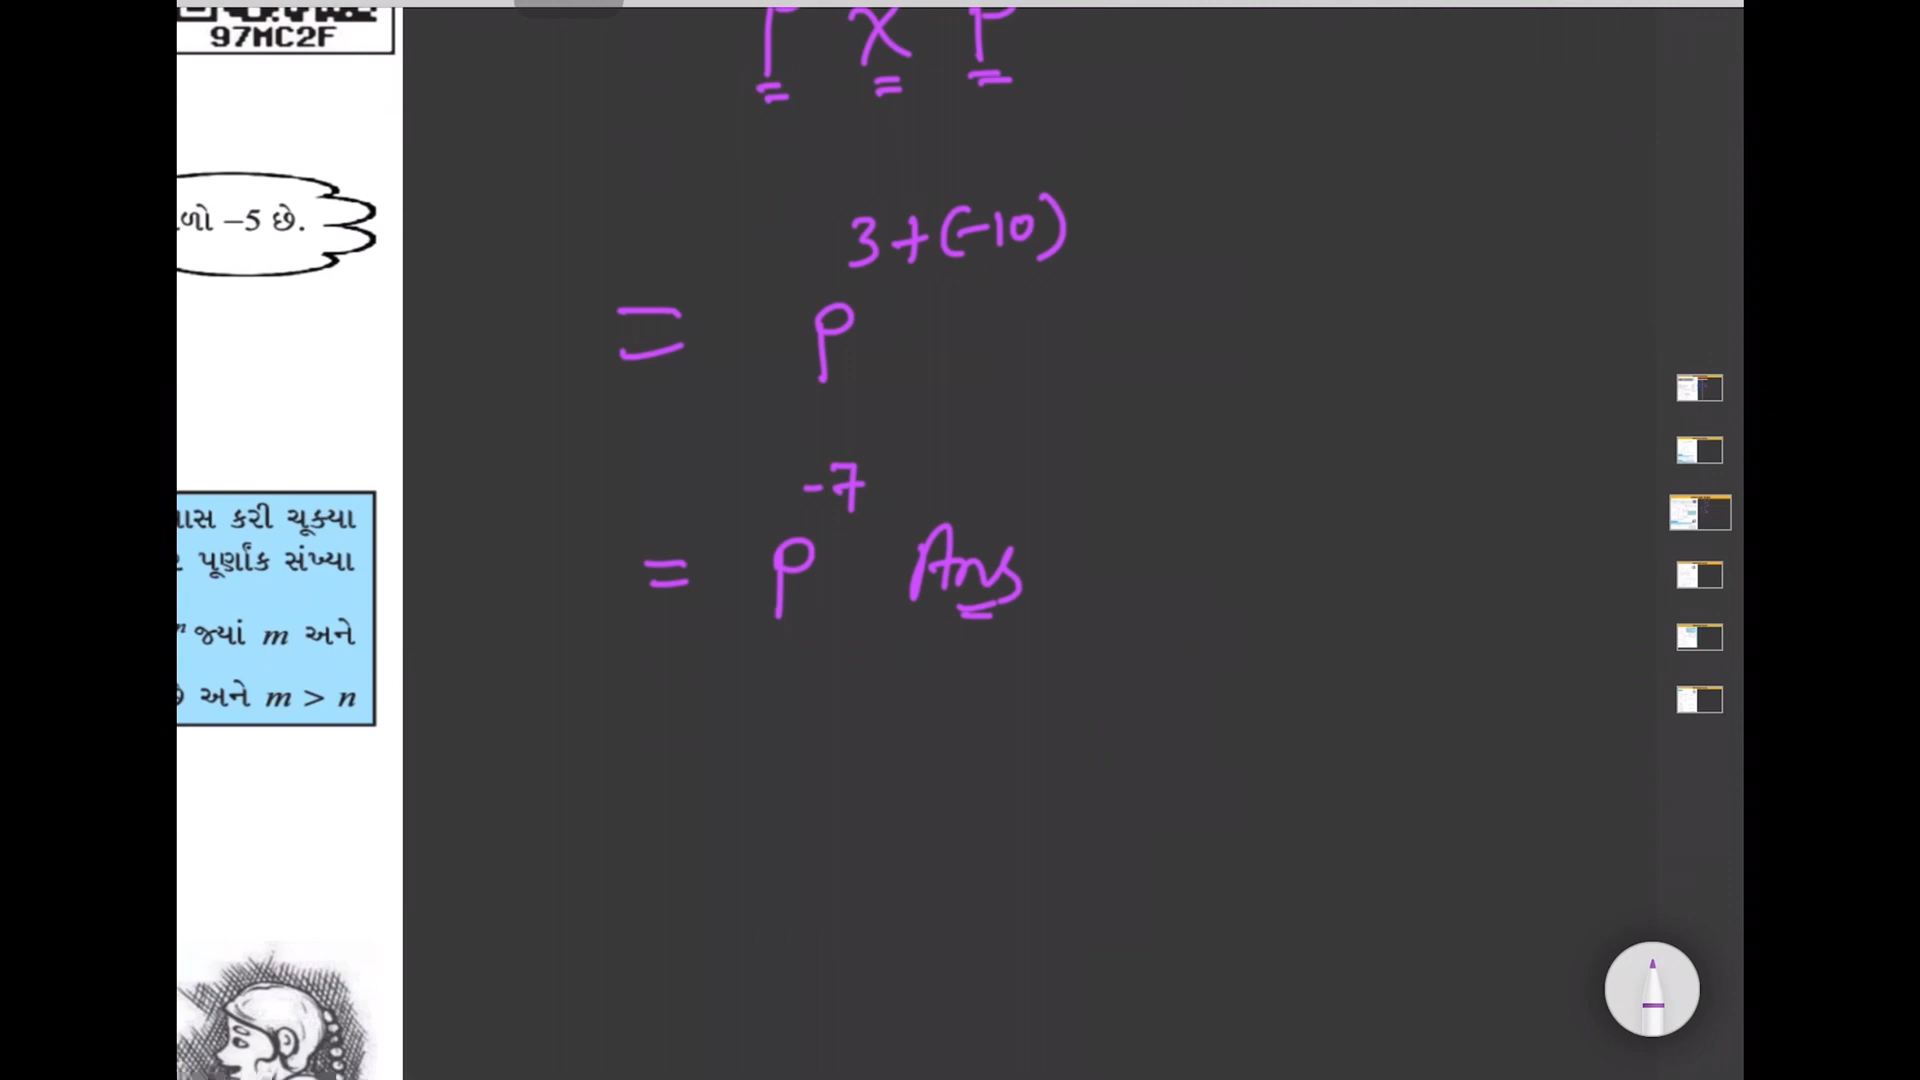 97MC2F
–5 છે.
કરી ચૂક્યા
પૂર્ણાંક સંખ્યા
જ્યાં m અને
અને m > n
P X P
= P^{3+(-10)}
= P^{-7} Ans